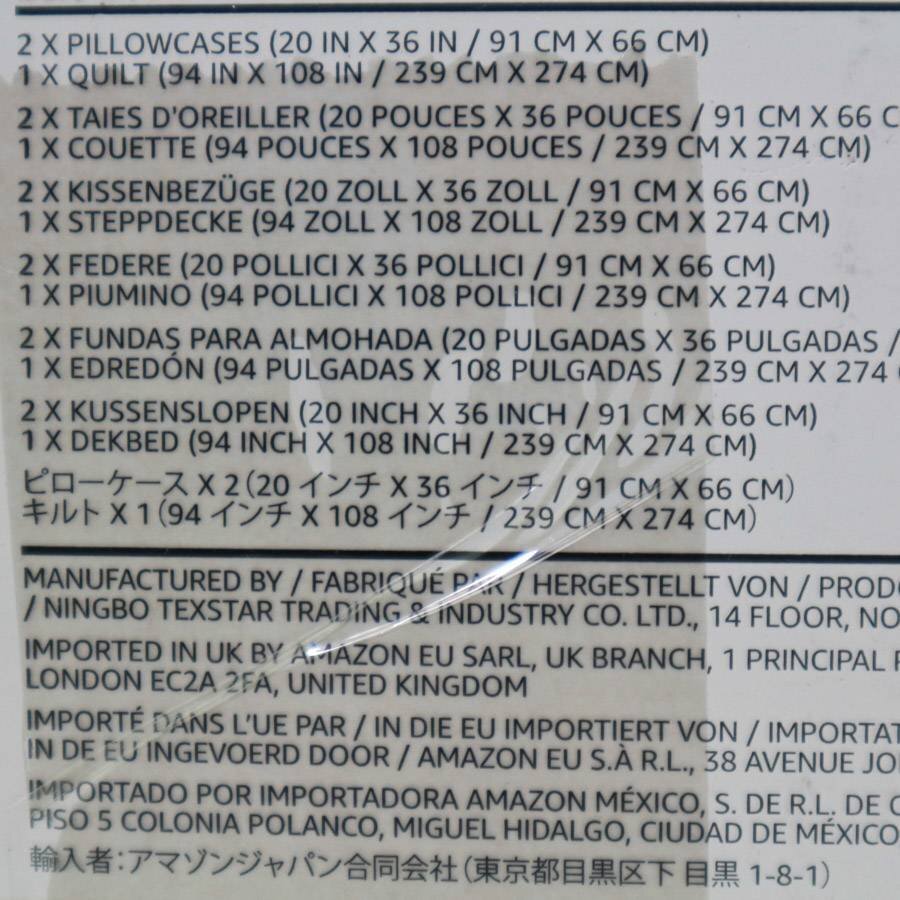 2 X PILLOWCASES (20 IN X 36 IN / 91 CM X 66 CM)
1 X QUILT (94 IN X 108 IN / 239 CM X 274 CM)
2 X TAIES D'OREILLER (20 POUCES X 36 POUCES / 91 CM X 66 C
1 X COUETTE (94 POUCES X 108 POUCES / 239 CM X 274 CM)
2 X KISSENBEZÜGE (20 ZOLL X 36 ZOLL / 91 CM X 66 CM)
1 X STEPPDECKE (94 ZOLL X 108 ZOLL / 239 CM X 274 CM)
2 X FEDERE (20 POLLICI X 36 POLLICI / 91 CM X 66 CM)
1 X PIUMINO (94 POLLICI X 108 POLLICI / 239 CM X 274 CM)
2 X FUNDAS PARA ALMOHADA (20 PULGADAS X 36 PULGADAS /
1 X EDREDÓN (94 PULGADAS X 108 PULGADAS / 239 CM X 274
2 X KUSSENSLOPEN (20 INCH X 36 INCH / 91 CM X 66 CM)
1 X DEKBED (94 INCH X 108 INCH / 239 CM X 274 CM)
ピローケース X 2(20 インチ X 36 インチ / 91 CM X 66 CM)
キルト X 1(94 インチ X 108 インチ / 239 CM X 274 CM)
MANUFACTURED BY / FABRIQUÉ PAR / HERGESTELLT VON / PROD
/ NINGBO TEXSTAR TRADING & INDUSTRY CO. LTD., 14 FLOOR, NO
IMPORTED IN UK BY AMAZON EU SARL, UK BRANCH, 1 PRINCIPAL
LONDON EC2A 2FA, UNITED KINGDOM
IMPORTÉ DANS L'UE PAR / IN DIE EU IMPORTIERT VON / IMPORTAT
IN DE EU INGEVOERD DOOR / AMAZON EU S.À R.L., 38 AVENUE JO
IMPORTADO POR IMPORTADORA AMAZON MÉXICO, S. DE R.L. DE C
PISO 5 COLONIA POLANCO, MIGUEL HIDALGO, CIUDAD DE MÉXICO
輸入者:アマゾンジャパン合同会社(東京都目黒区下目黒 1-8-1)